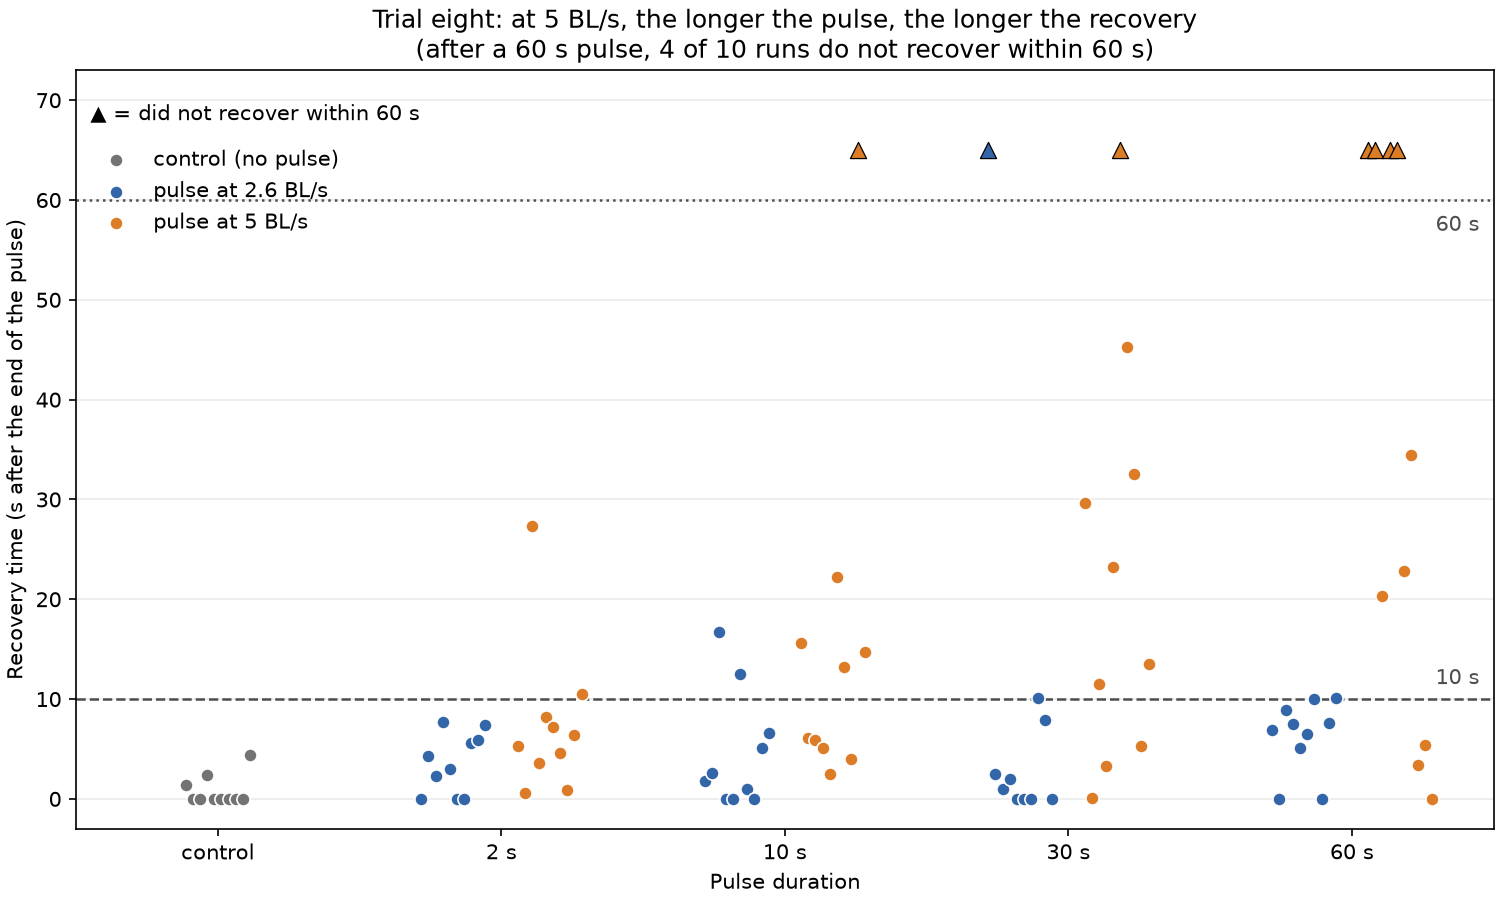 Trial eight: at 5 BL/s, the longer the pulse, the longer the recovery
(after a 60 s pulse, 4 of 10 runs do not recover within 60 s)
70
▲ = did not recover within 60 s
control (no pulse)
pulse at 2.6 BL/s
60
pulse at 5 BL/s
60 s
50
40
30
20
10 s
10
0
Recovery time (s after the end of the pulse)
control
2 s
10 s
30 s
60 s
Pulse duration